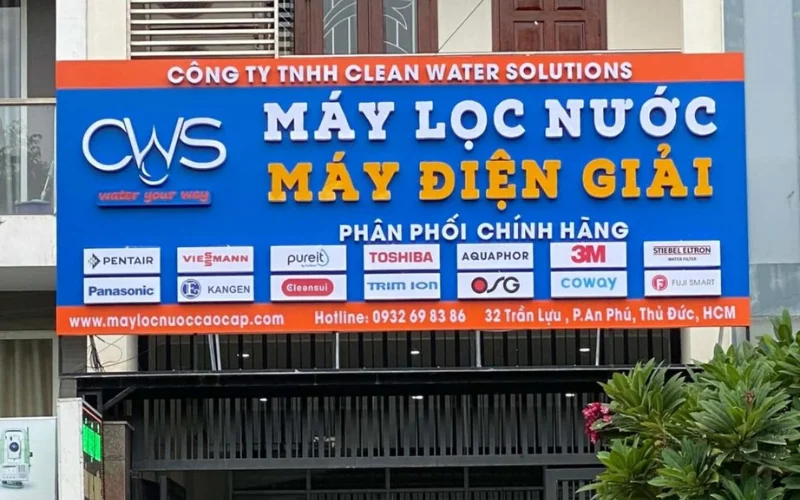 CÔNG TY TNHH CLEAN WATER SOLUTIONS
CWS
water your way
MÁY LỌC NƯỚC
MÁY ĐIỆN GIẢI
PHÂN PHỐI CHÍNH HÃNG
PENTAIR VIESSMANN pureit TOSHIBA AQUAPHOR 3M STIEBEL ELTRON
WATER FILTER
Panasonic E KANGEN Cleansui TRIM ION OSG coway F FUJI SMART
www.maylocnuoccaocap.com Hotline: 0932 69 83 86 32 Trần Lựu , P.An Phú, Thủ Đức, HCM